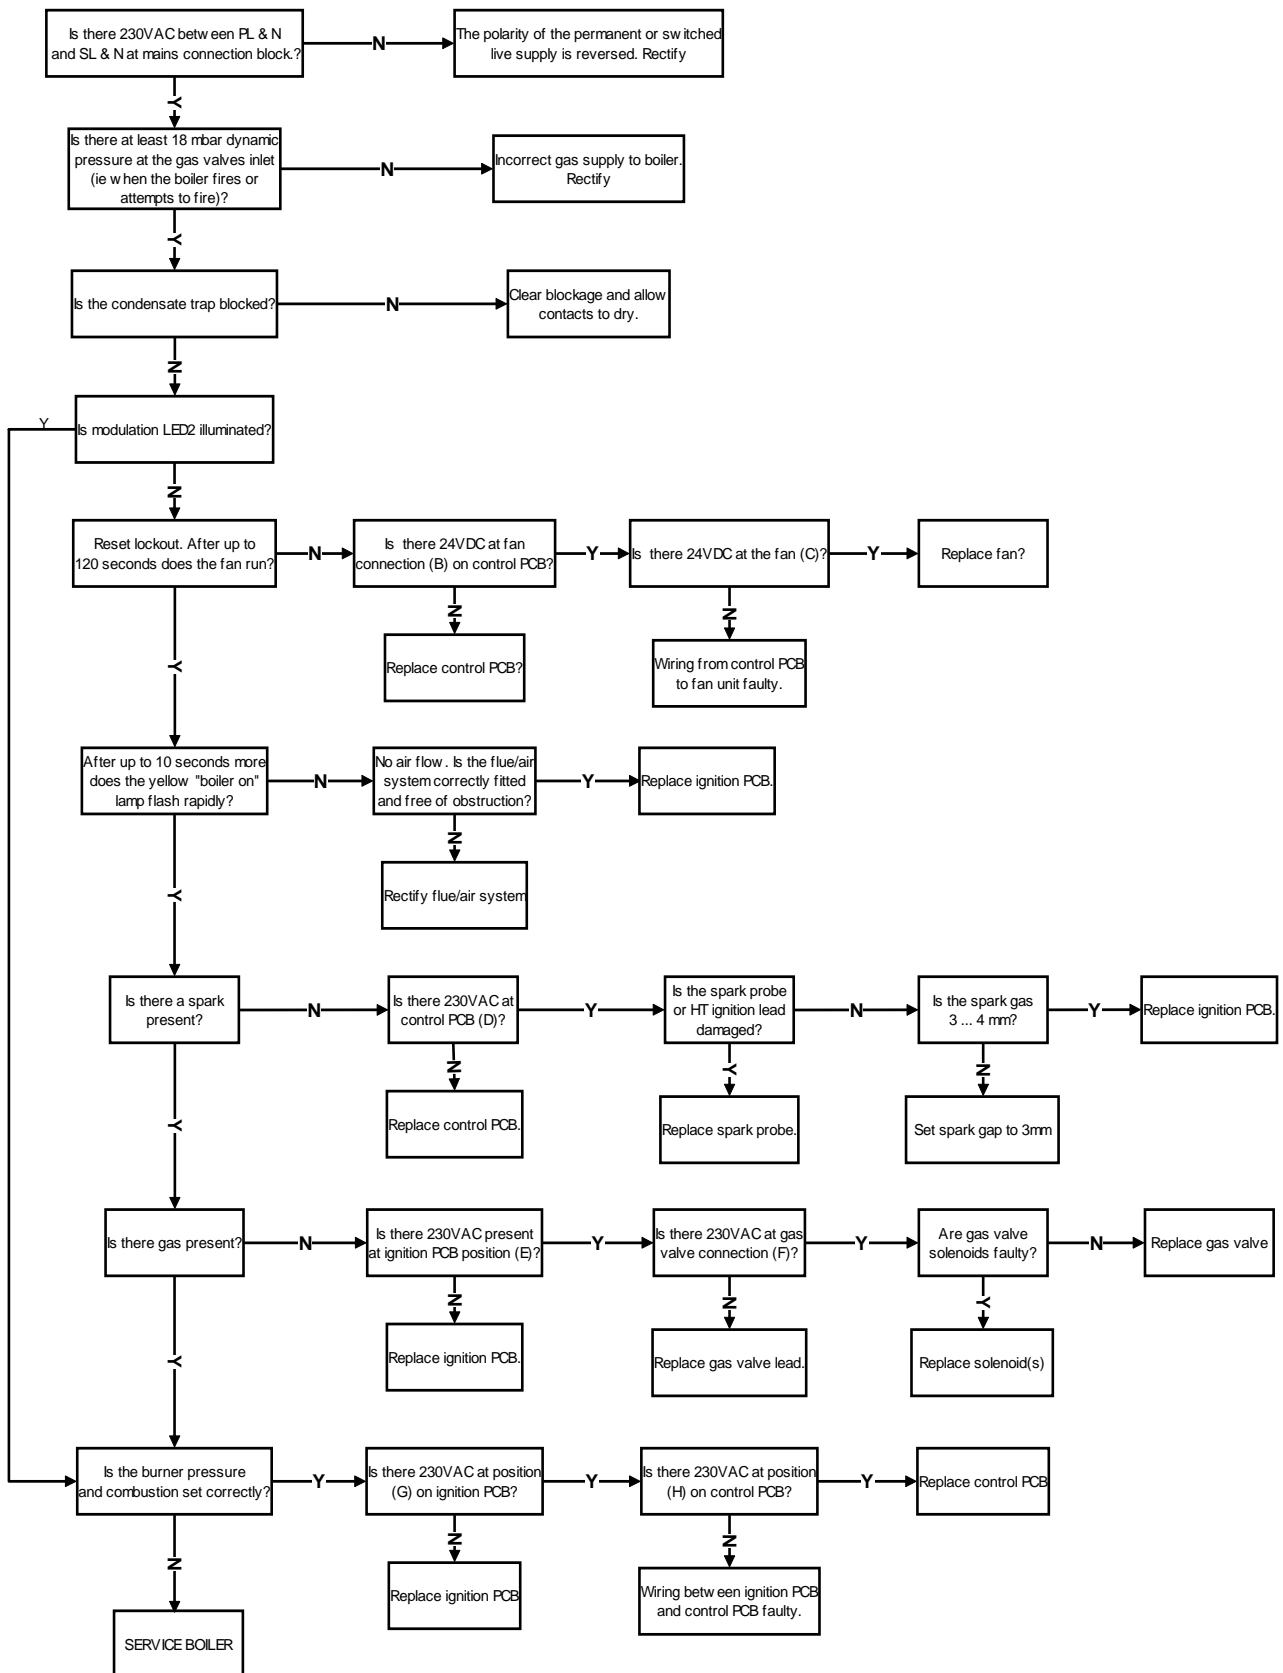 Is there 230VAC between PL & N
and SL & N at mains connection block.?
N
The polarity of the permanent or switched
live supply is reversed. Rectify
Y
Is there at least 18 mbar dynamic
pressure at the gas valves inlet
(ie when the boiler fires or
attempts to fire)?
N
Incorrect gas supply to boiler.
Rectify
Y
Is the condensate trap blocked?
N
Clear blockage and allow
contacts to dry.
N
Is modulation LED2 illuminated?
Y
N
Reset lockout. After up to
120 seconds does the fan run?
N
Is there 24VDC at fan
connection (B) on control PCB?
Y
Is there 24VDC at the fan (C)?
Y
Replace fan?
N
Replace control PCB?
N
Wiring from control PCB
to fan unit faulty.
Y
After up to 10 seconds more
does the yellow "boiler on"
lamp flash rapidly?
N
No air flow. Is the flue/air
system correctly fitted
and free of obstruction?
Y
Replace ignition PCB.
N
Rectify flue/air system
Y
Is there a spark
present?
N
Is there 230VAC at
control PCB (D)?
Y
Is the spark probe
or HT ignition lead
damaged?
N
Is the spark gas
3 ... 4 mm?
Y
Replace ignition PCB.
N
Replace control PCB.
Y
Replace spark probe.
N
Set spark gap to 3mm
Y
Is there gas present?
N
Is there 230VAC present
at ignition PCB position (E)?
Y
Is there 230VAC at gas
valve connection (F)?
Y
Are gas valve
solenoids faulty?
N
Replace gas valve
N
Replace ignition PCB.
N
Replace gas valve lead.
Y
Replace solenoid(s)
Y
Is the burner pressure
and combustion set correctly?
Y
Is there 230VAC at position
(G) on ignition PCB?
Y
Is there 230VAC at position
(H) on control PCB?
Y
Replace control PCB
N
Replace ignition PCB
N
Wiring between ignition PCB
and control PCB faulty.
N
SERVICE BOILER